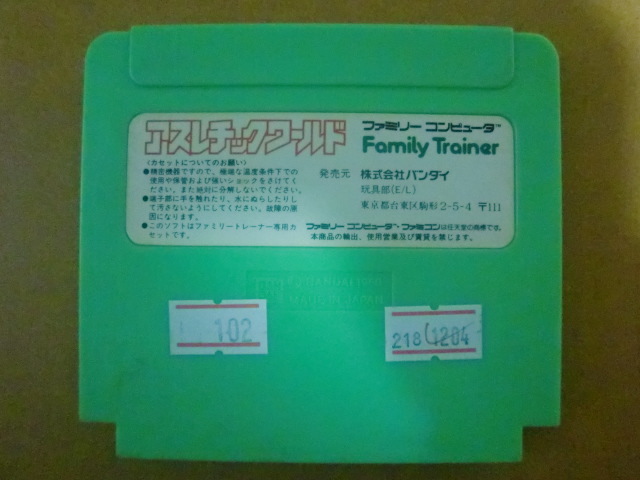 アスレチックワールド
ファミリー コンピュータ™
Family Trainer
〈カセットについてのお願い〉
●精密機器ですので、極端な温度条件下での
使用や保管および強いショックをさけてく
ださい。また絶対に分解しないでください。
●端子部に手を触れたり、水にぬらしたりし
て汚さないようにしてください。故障の原
因になります。
●このソフトはファミリートレーナー専用カ
セットです。
発売元 株式会社バンダイ
玩具部(E/L)
東京都台東区駒形2-5-4 〒111
ファミリー コンピュータ・ファミコンは任天堂の商標です。
本商品の輸出、使用営業及び賃貸を禁じます。
MADE IN JAPAN
102
218(1204